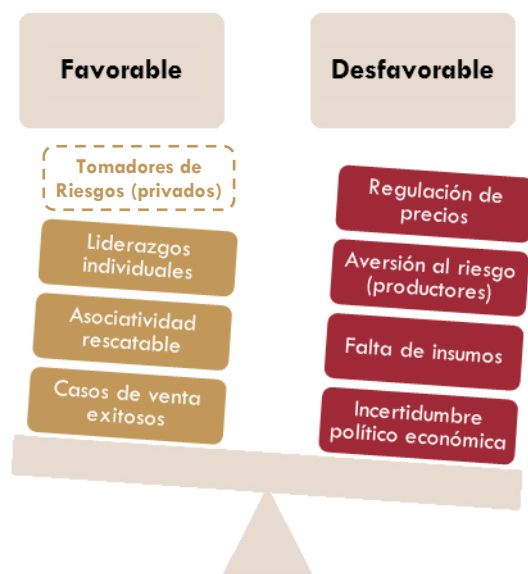 Favorable
Desfavorable
Tomadores de
Riesgos (privados)
Liderazgos
individuales
Asociatividad
rescatable
Casos de venta
exitosos
Regulación de
precios
Aversión al riesgo
(productores)
Falta de insumos
Incertidumbre
político económica